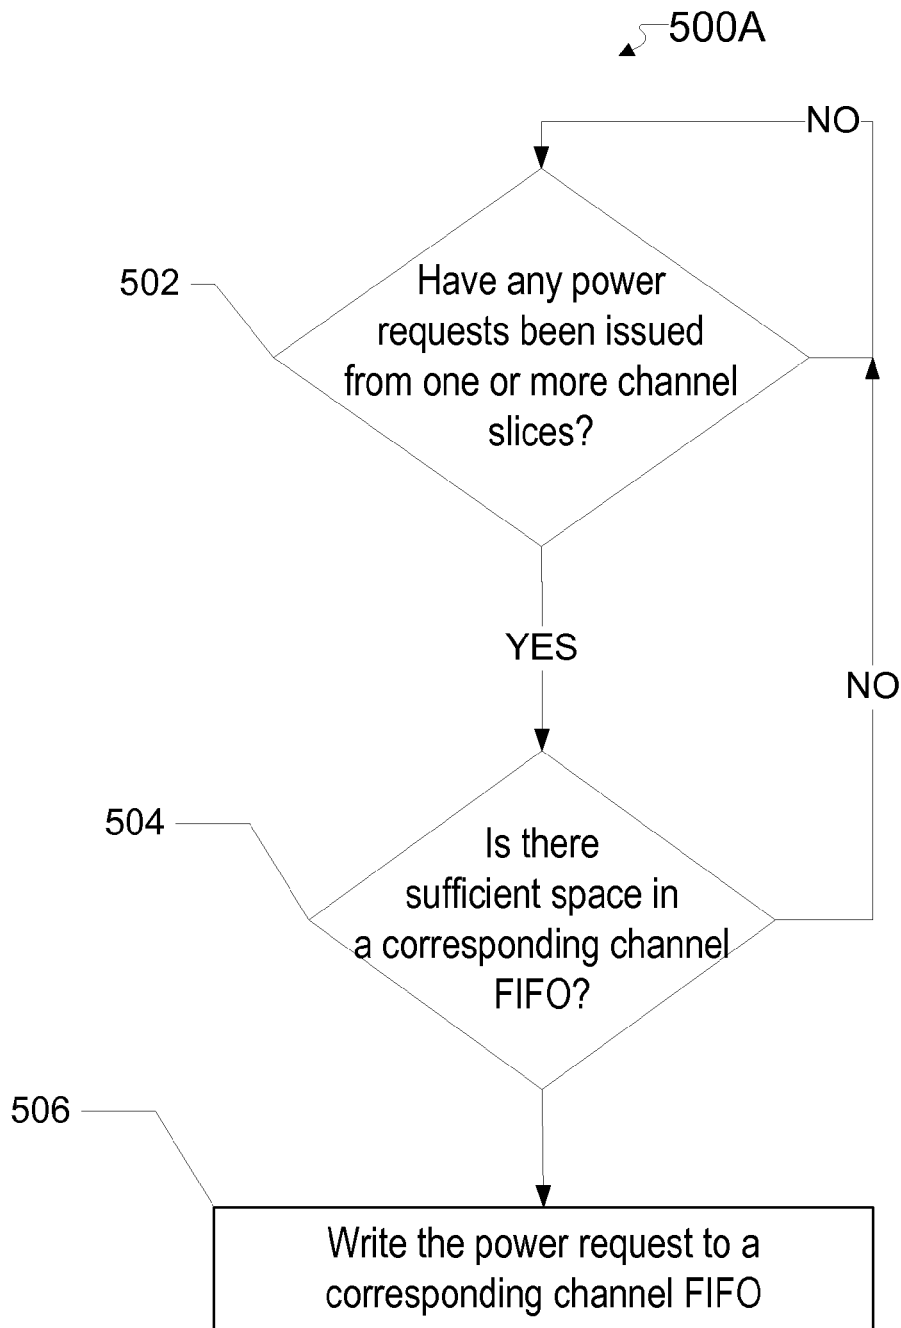 500A
NO
502
Have any power
requests been issued
from one or more channel
slices?
YES
NO
504
Is there
sufficient space in
a corresponding channel
FIFO?
506
Write the power request to a
corresponding channel FIFO